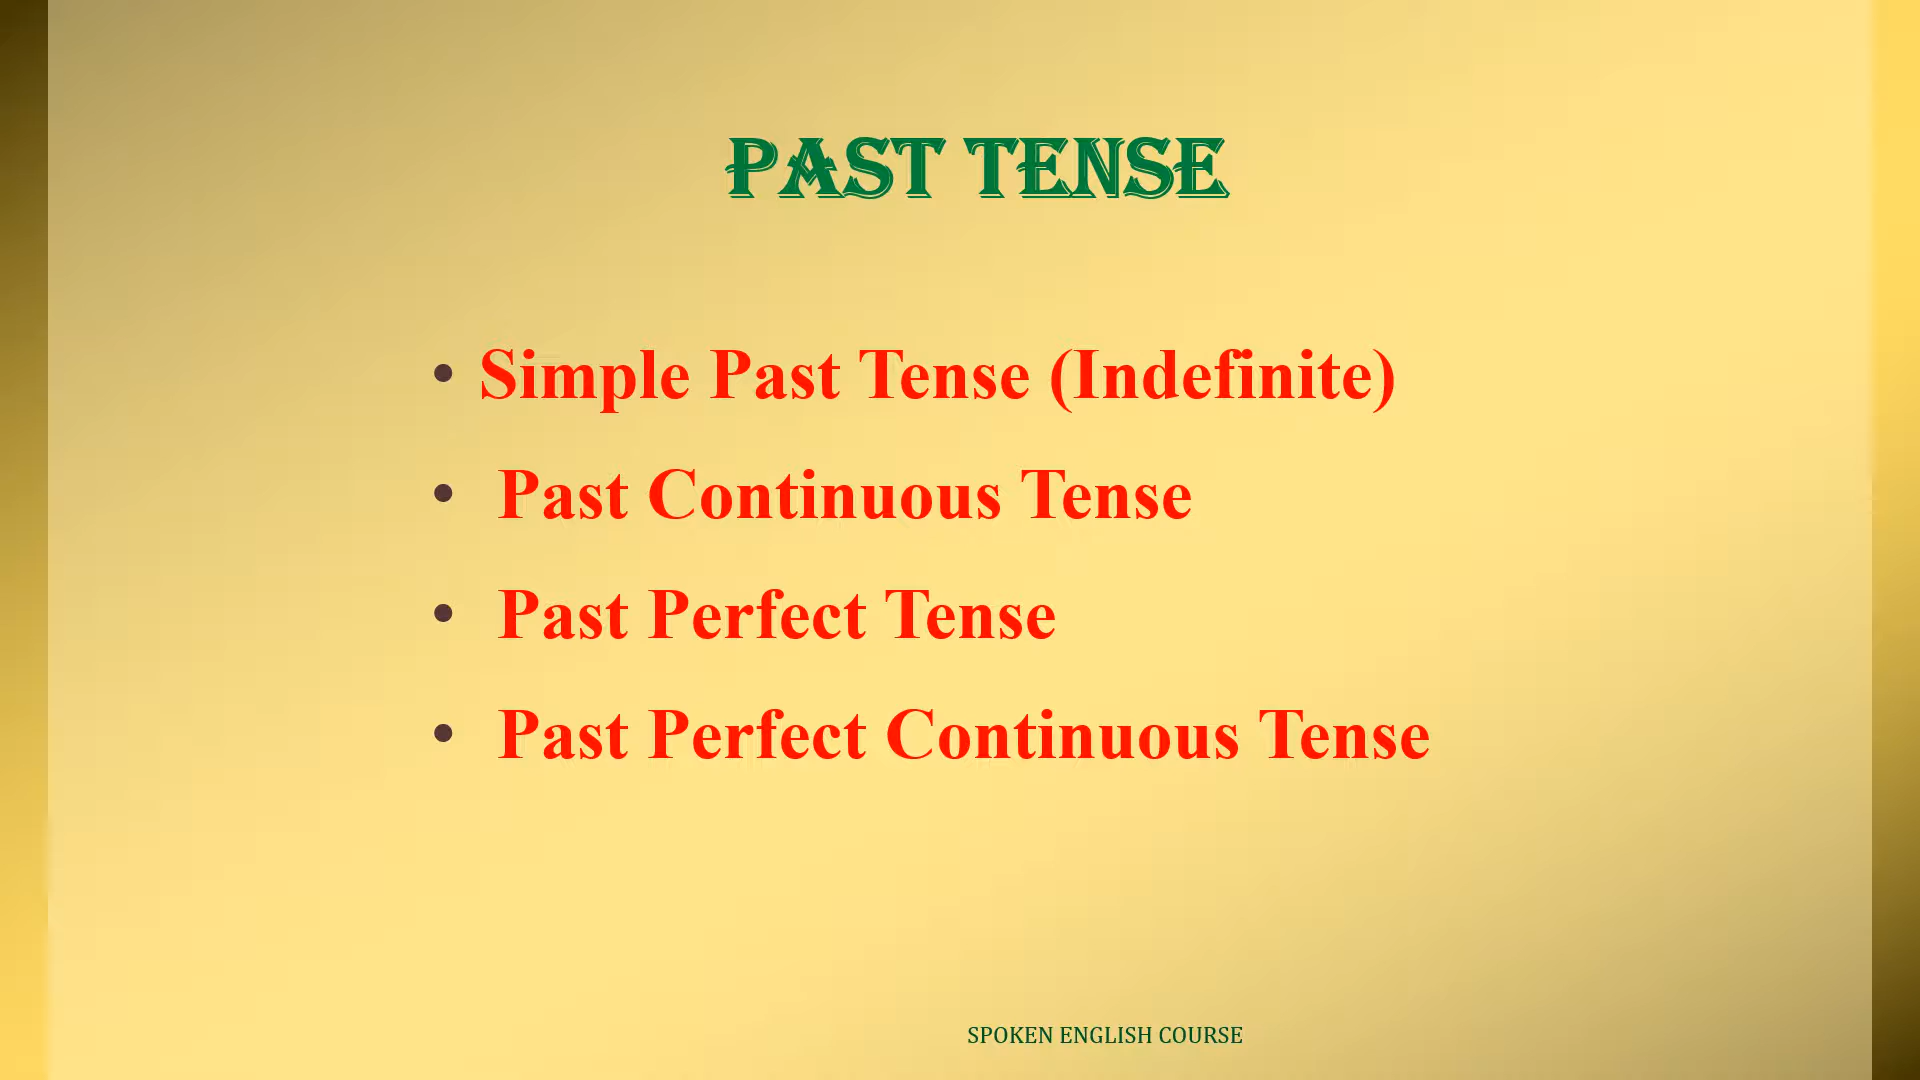 PAST TENSE
• Simple Past Tense (Indefinite)
• Past Continuous Tense
• Past Perfect Tense
• Past Perfect Continuous Tense
SPOKEN ENGLISH COURSE